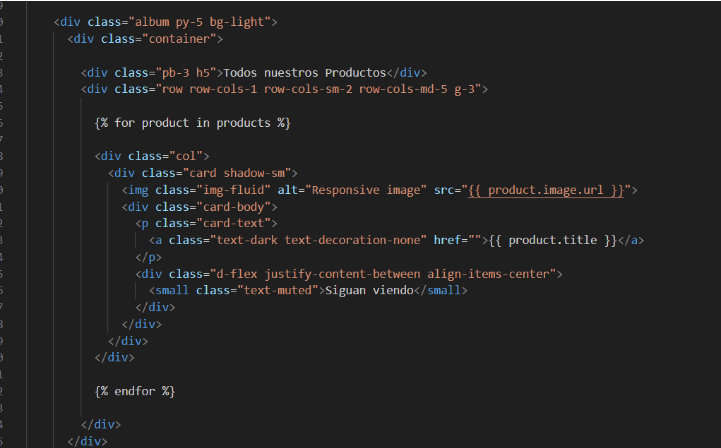 <div class="album py-5 bg-light">
<div class="container">
<div class="pb-3 h5">Todos nuestros Productos</div>
<div class="row row-cols-1 row-cols-sm-2 row-cols-md-5 g-3">
{% for product in products %}
<div class="col">
<div class="card shadow-sm">
<img class="img-fluid" alt="Responsive image" src="{{ product.image.url }}">
<div class="card-body">
<p class="card-text">
<a class="text-dark text-decoration-none" href="">{{ product.title }}</a>
</p>
<div class="d-flex justify-content-between align-items-center">
<small class="text-muted">Siguan viendo</small>
</div>
</div>
</div>
</div>
{% endfor %}
</div>
</div>